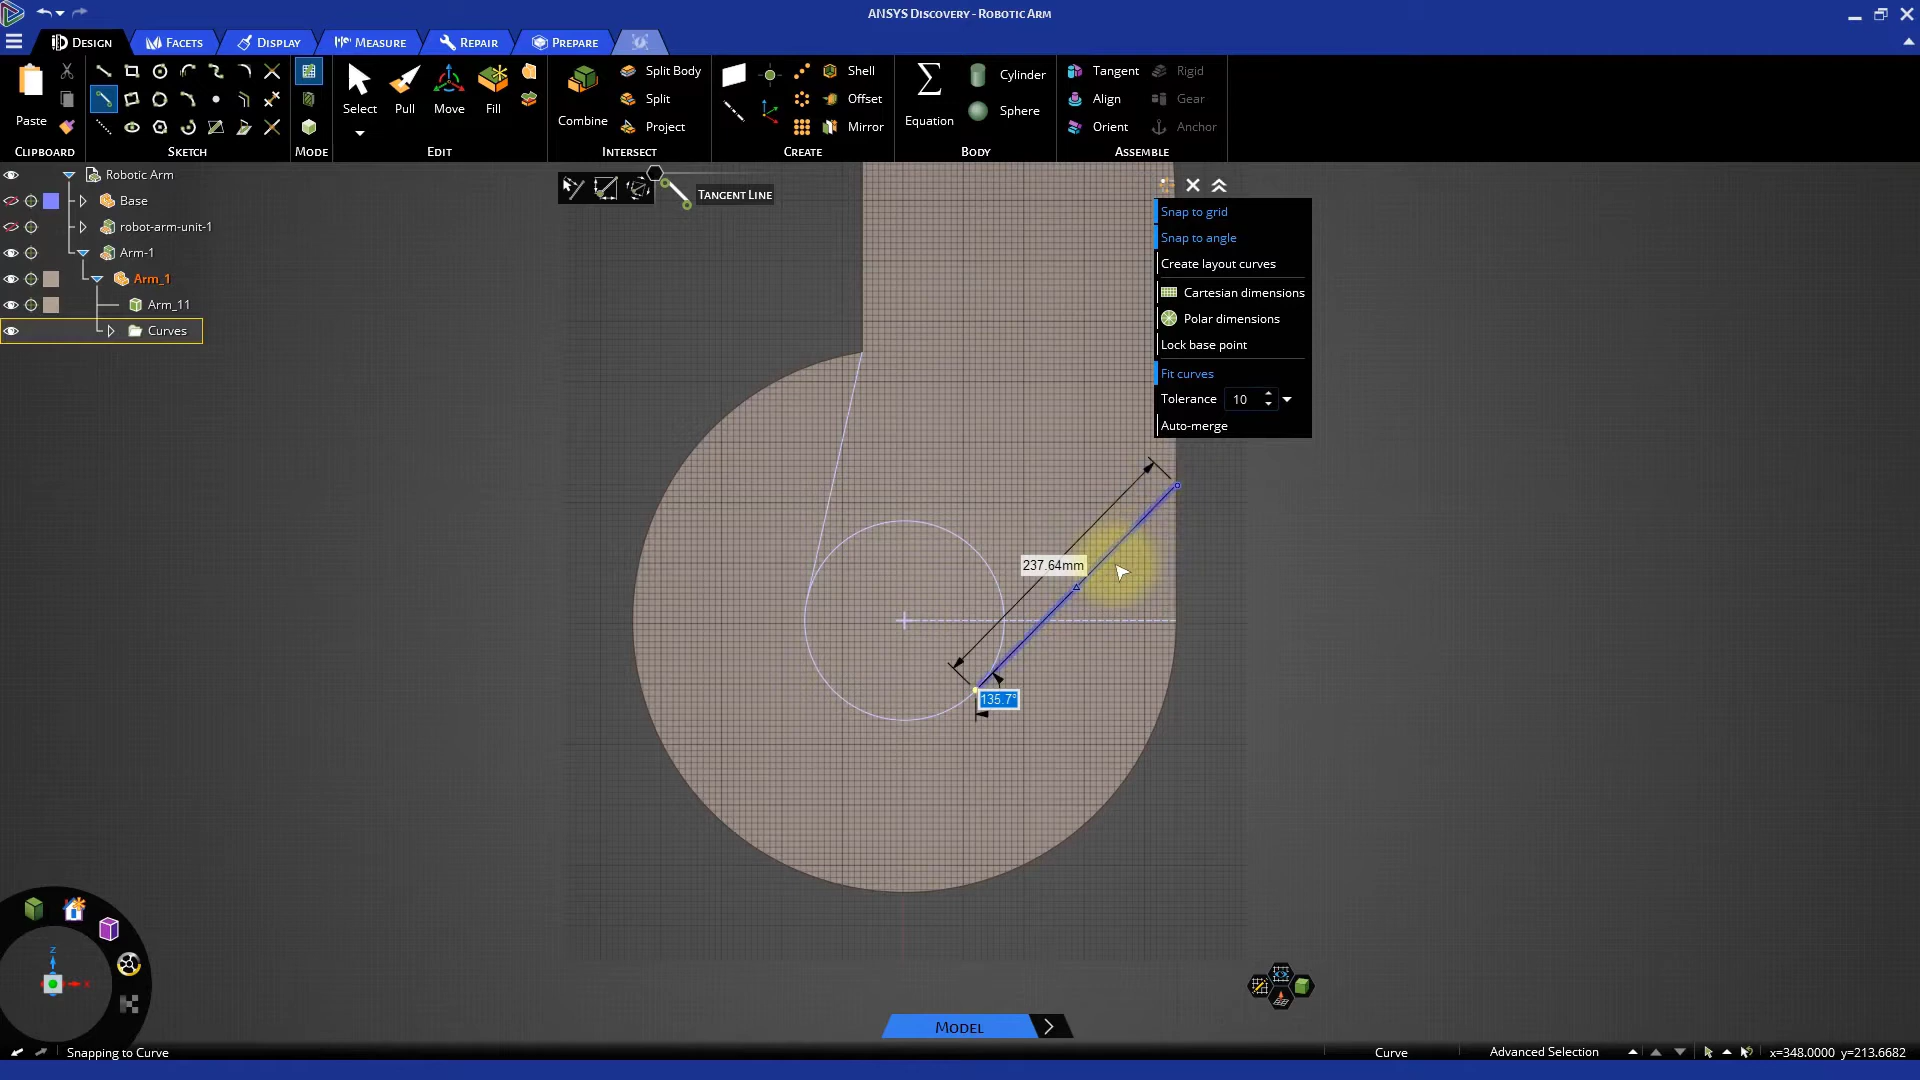 ANSYS Discovery - Robotic Arm
Design
Facets
Display
Measure
Repair
Prepare
Paste
Select
Pull
Move
Fill
Combine
Split Body
Split
Project
Shell
Offset
Mirror
Equation
Cylinder
Sphere
Tangent
Align
Orient
Rigid
Gear
Anchor
Clipboard
Sketch
Mode
Edit
Intersect
Create
Body
Assemble
Robotic Arm
Base
robot-arm-unit-1
Arm-1
Arm_1
Arm_11
Curves
Tangent Line
Snap to grid
Snap to angle
Create layout curves
Cartesian dimensions
Polar dimensions
Lock base point
Fit curves
Tolerance 10
Auto-merge
237.64mm
135.7°
Z
X
Model
Snapping to Curve
Curve
Advanced Selection
x=348.0000 y=213.6682